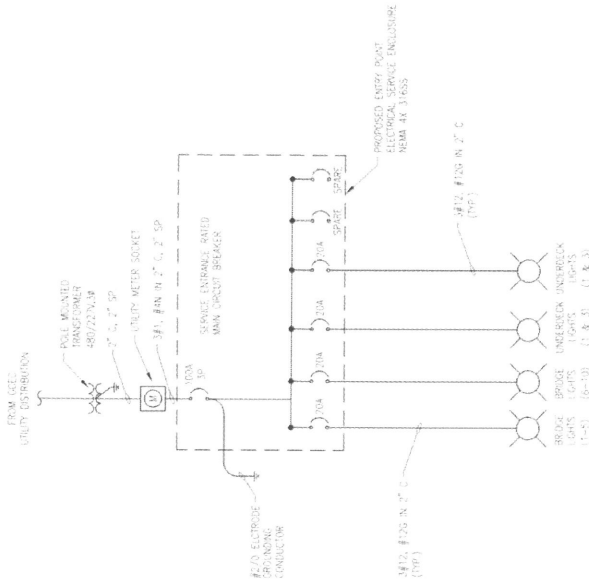 FROM OCEC
UTILITY DISTRIBUTION
POLE MOUNTED
TRANSFORMER
480/227V,3Ø
2" C, 2" SP
UTILITY METER SOCKET
M
3#1, #4N IN 2" C, 2" SP
100A
3P
SERVICE ENTRANCE RATED
MAIN CIRCUIT BREAKER
#2/0 ELECTRODE
GROUNDING
CONDUCTOR
20A
20A
20A
20A
SPARE
SPARE
PROPOSED ENTRY POINT
ELECTRICAL SERVICE ENCLOSURE
NEMA 4X 316SS
3#12, #12G IN 2" C
(TYP.)
3#12, #12G IN 2" C
(TYP.)
BRIDGE
LIGHTS
(1-5)
BRIDGE
LIGHTS
(6-10)
UNDERDECK
LIGHTS
(1 & 3)
UNDERDECK
LIGHTS
(1 & 3)